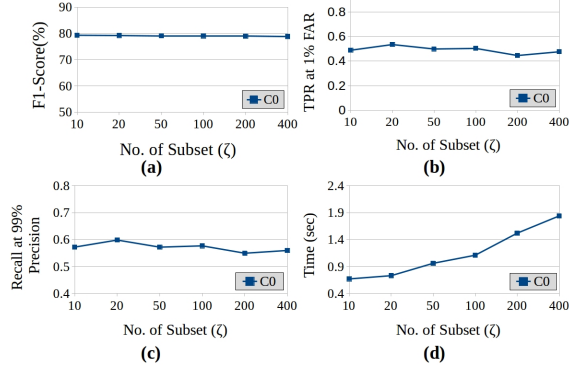 90
80
70
60
50
F1-Score(%)
C0
10 20 50 100 200 400
No. of Subset (ζ)
(a)
0.8
0.6
0.4
0.2
0
TPR at 1% FAR
C0
10 20 50 100 200 400
No. of Subset (ζ)
(b)
0.8
0.7
0.6
0.5
0.4
Recall at 99%
Precision
C0
10 20 50 100 200 400
No. of Subset (ζ)
(c)
2.4
1.9
1.4
0.9
0.4
Time (sec)
C0
10 20 50 100 200 400
No. of Subset (ζ)
(d)